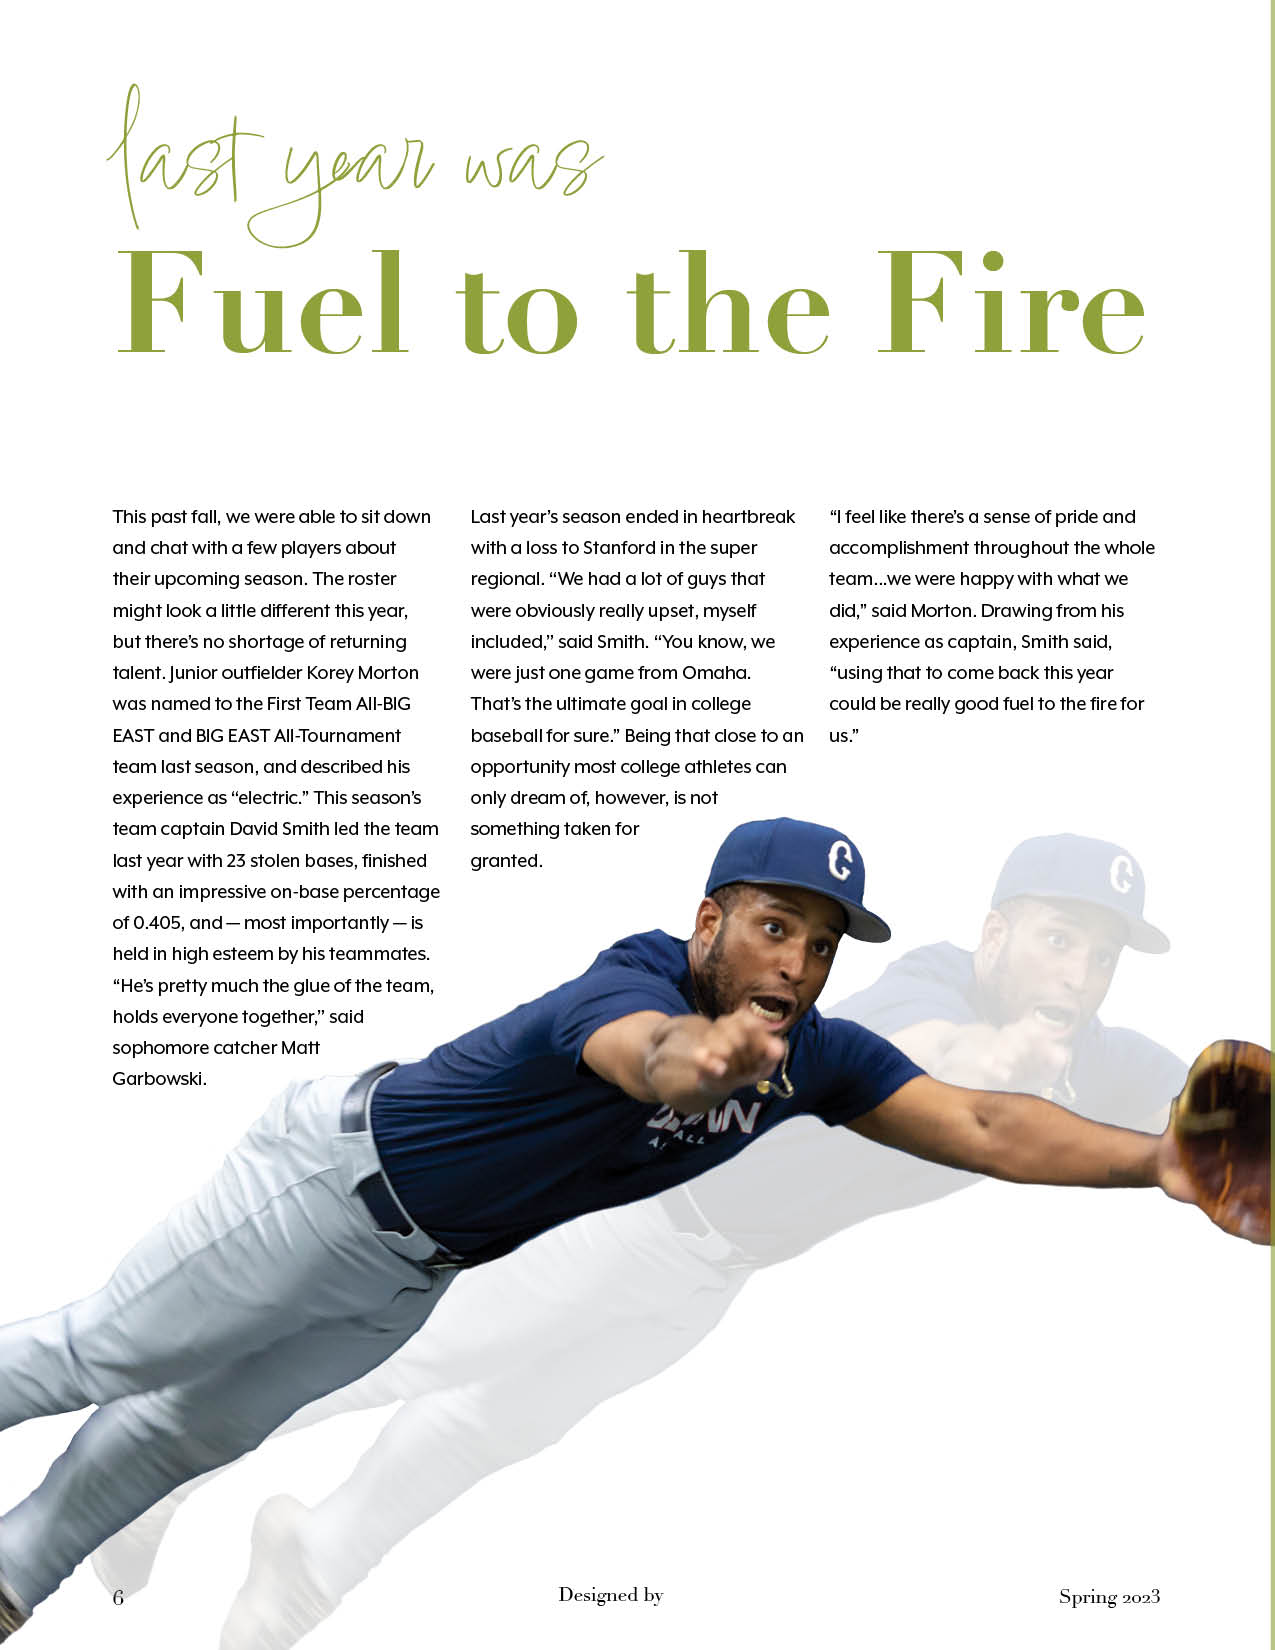 last year was
Fuel to the Fire
This past fall, we were able to sit down
and chat with a few players about
their upcoming season. The roster
might look a little different this year,
but there’s no shortage of returning
talent. Junior outfielder Korey Morton
was named to the First Team All-BIG
EAST and BIG EAST All-Tournament
team last season, and described his
experience as “electric.” This season’s
team captain David Smith led the team
last year with 23 stolen bases, finished
with an impressive on-base percentage
of 0.405, and — most importantly — is
held in high esteem by his teammates.
“He’s pretty much the glue of the team,
holds everyone together,” said
sophomore catcher Matt
Garbowski.
Last year’s season ended in heartbreak
with a loss to Stanford in the super
regional. “We had a lot of guys that
were obviously really upset, myself
included,” said Smith. “You know, we
were just one game from Omaha.
That’s the ultimate goal in college
baseball for sure.” Being that close to an
opportunity most college athletes can
only dream of, however, is not
something taken for
granted.
“I feel like there’s a sense of pride and
accomplishment throughout the whole
team...we were happy with what we
did,” said Morton. Drawing from his
experience as captain, Smith said,
“using that to come back this year
could be really good fuel to the fire for
us.”
C
C
6
Designed by
Spring 2023